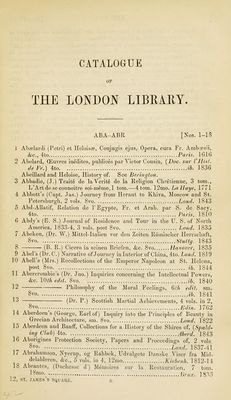 CATALOGUE
OF
THE LONDON LIBRARY.
ABA—ABR [Nos. 1-18
1 Abælardi (Petri) et Heloisæ, Conjugis ejus, Opera, cura Fr. Amboesii,
&c., 4to. Paris. 1616
2 Abelard, Œuvres inédites, publiés par Victor Cousin, (Doc. sur l'Hist.
de Fr.) 4to. ib. 1836
Abeillard and Heloise, History of. See Berington.
3 Abbadie, (J.) Traité de la Verité de la Religion Chretienne, 3 tom.
L'Art de se connoitre soi-même, 1 tom.—4 tom. 12mo. La Haye, 1771
4 Abbott's (Capt. Jas.) Journey from Heraut to Khiva, Moscow and St.
Petersburgh, 2 vols. 8vo. Lond. 1843
5 Abd-Allatif, Relation de l'Egypte, Fr. et Arab. par S. de Sacy,
4to. Paris, 1810
6 Abdy's (E. S.) Journal of Residence and Tour in the U. S. of North
America, 1833-4, 3 vols. post 8vo. Lond. 1835
7 Abeken, (Dr. W.) Mittel-Italien vor den Zeiten Römischer Herrschaft,
8vo. Stuttg. 1843
8 —— (B. R.) Cicero in seinen Briefen, &c. 8vo. Hanover, 1835
9 Abel's (Dr. C.) Narrative of Journey in Interior of China, 4to. Lond. 1819
10 Abell's (Mrs.) Recollections of the Emperor Napoleon at St. Helena,
post 8vo. ib. 1844
11 Abercrombie's (Dr. Jas.) Inquiries concerning the Intellectual Powers,
&c. 10th edit. 8vo. ib. 1840
12 —— Philosophy of the Moral Feelings, 6th edit. sm.
8vo. ib. 1841
13 —— (Dr. P.) Scottish Martial Achievements, 4 vols. in 2,
8vo. Edin. 1762
14 Aberdeen's (George, Earl of) Inquiry into the Principles of Beauty in
Grecian Architecture, sm. 8vo. Lond. 1822
15 Aberdeen and Banff, Collections for a History of the Shires of, (Spald-
ing Club) 4to. Aberd. 1843
16 Aborigines Protection Society, Papers and Proceedings of, 2 vols.
8vo. Lond. 1837-41
17 Abrahamson, Nyerup, og Rahbek, Udvalgte Danske Viser fra Mid-
delalderen, &c., 5 vols. in 4, 12mo. Kiobenh. 1812-14
18 Abrantes, (Duchesse d') Mémoires sur la Restauration, 7 tom.
18mo. Brux. 1835
12, ST. JAMES'S SQUARE. B